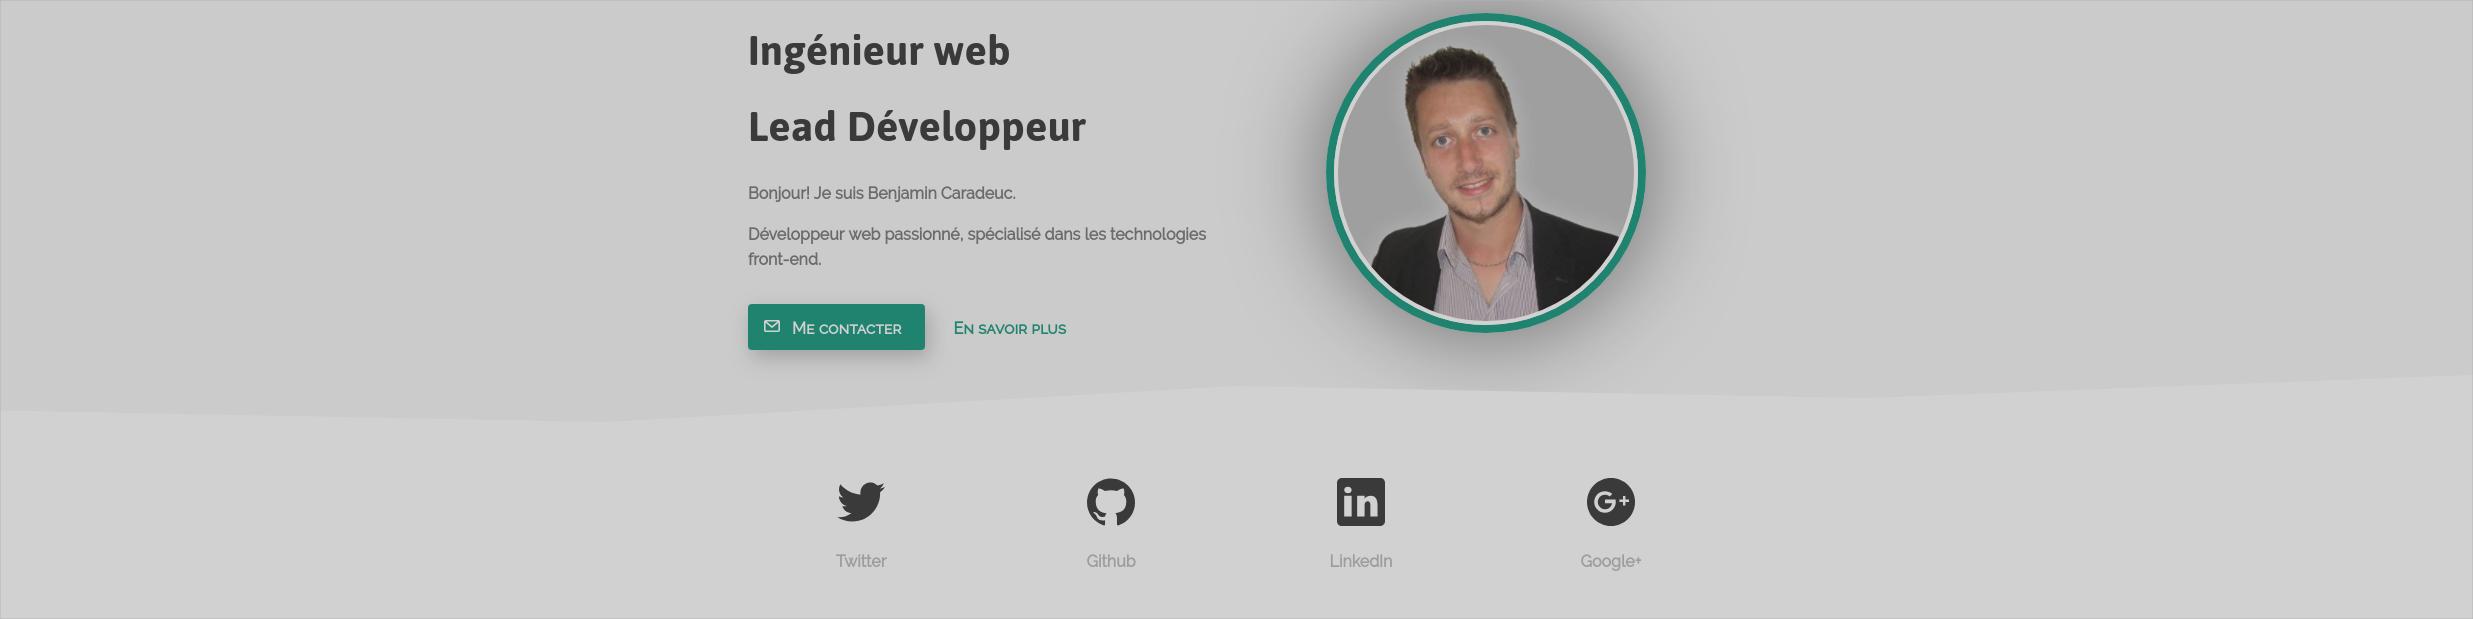 Ingénieur web
Lead Développeur
Bonjour! Je suis Benjamin Caradeuc.
Développeur web passionné, spécialisé dans les technologies
front-end.
Me contacter
En savoir plus
Twitter
Github
LinkedIn
Google+